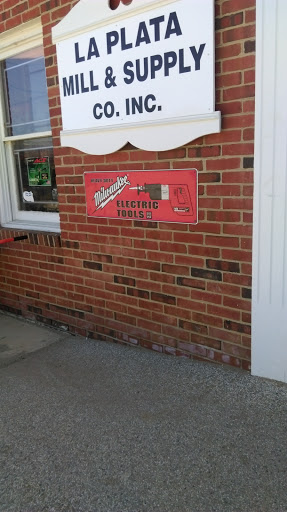 LA PLATA
MILL & SUPPLY
CO. INC.
Milwaukee
ELECTRIC
TOOLS